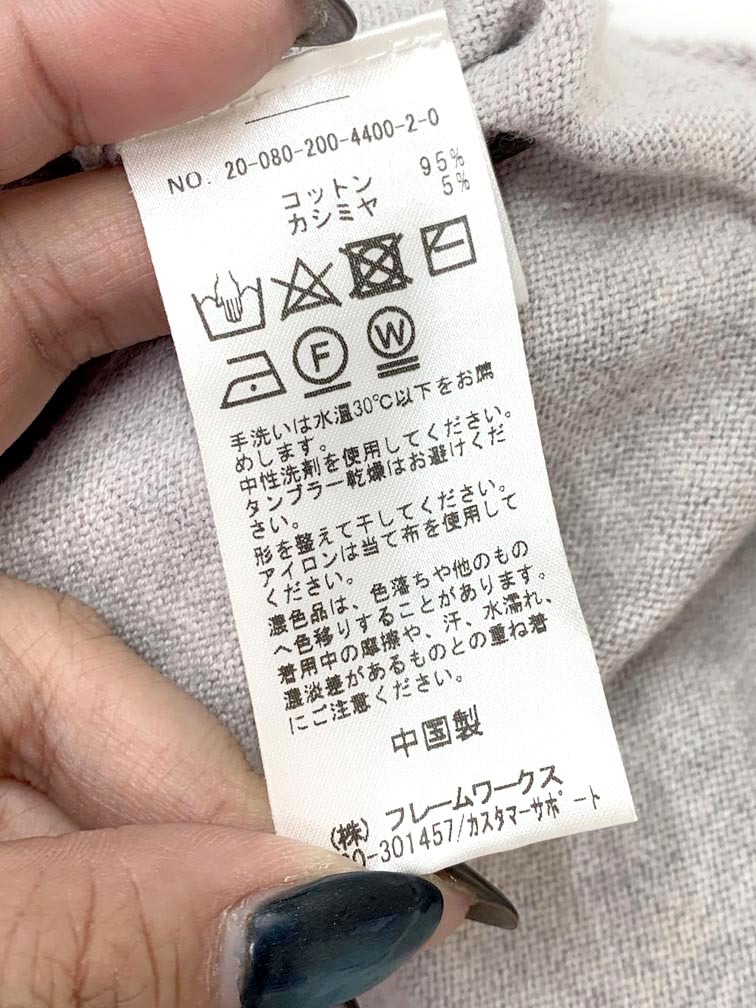 NO. 20-080-200-4400-2-0
コットン 95%
カシミヤ 5%
F W
手洗いは水温30℃以下をお薦
めします。
中性洗剤を使用してください。
タンブラー乾燥はお避けくだ
さい。
形を整えて干してください。
アイロンは当て布を使用して
ください。
濃色品は、色落ちや他のもの
へ色移りすることがあります。
着用中の摩擦や、汗、水濡れ、
濃淡差があるものとの重ね着
にご注意ください。
中国製
(株) フレームワークス
0-301457/カスタマーサポート